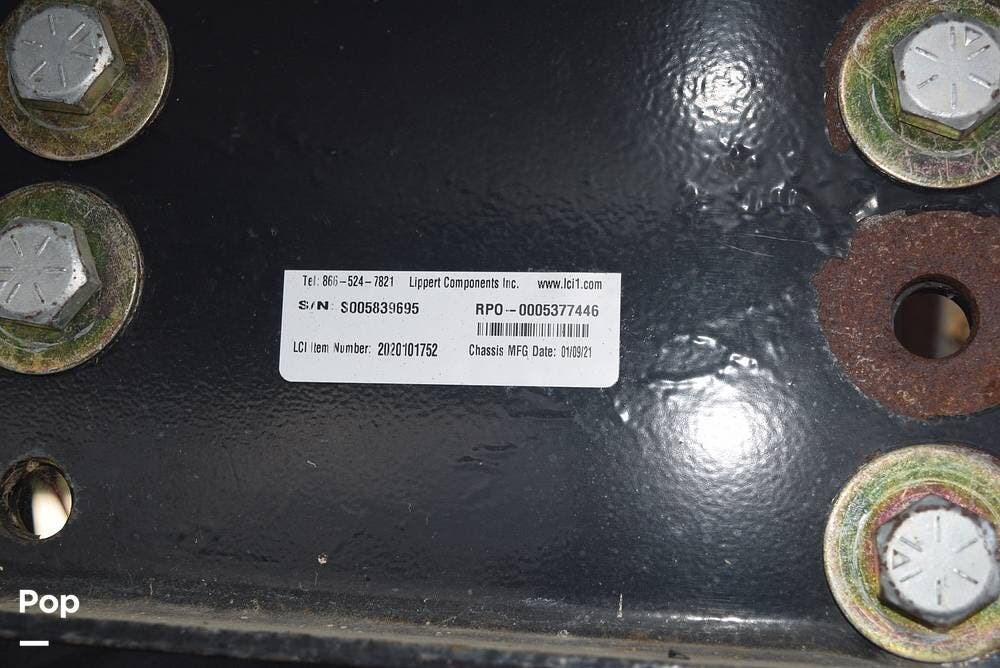 Tel: 866-524-7821 Lippert Components Inc. www.lci1.com
S/N: S005839695 RPO-0005377446
LCI Item Number: 2020101752 Chassis MFG Date: 01/09/21
Pop